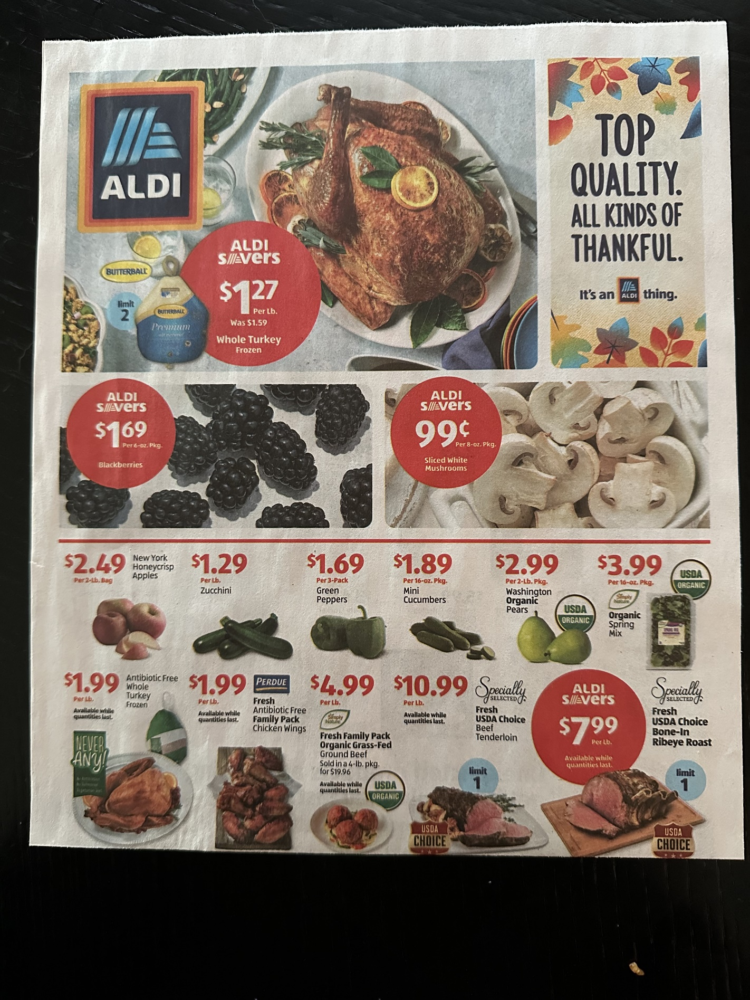 ALDI
TOP
QUALITY.
ALL KINDS OF
THANKFUL.
It's an ALDI thing.
BUTTERBALL
limit
2
BUTTERBALL
Premium
all natural
ALDI
savers
$1.27
Per Lb.
Was $1.59
Whole Turkey
Frozen
ALDI
savers
$1.69
Per 6-oz. Pkg.
Blackberries
ALDI
savers
99¢
Per 8-oz. Pkg.
Sliced White
Mushrooms
$2.49
Per 2-Lb. Bag
New York
Honeycrisp
Apples
$1.29
Per Lb.
Zucchini
$1.69
Per 3-Pack
Green
Peppers
$1.89
Per 16-oz. Pkg.
Mini
Cucumbers
$2.99
Per 2-Lb. Pkg.
Washington
Organic
Pears
USDA
ORGANIC
$3.99
Per 16-oz. Pkg.
USDA
ORGANIC
Simply
Nature
Organic
Spring
Mix
SPRING MIX
$1.99
Per Lb.
Available while
quantities last.
Antibiotic Free
Whole
Turkey
Frozen
NEVER
ANY!
$1.99
Per Lb.
Available while
quantities last.
PERDUE
Fresh
Antibiotic Free
Family Pack
Chicken Wings
$4.99
Per Lb.
Simply
Nature
Fresh Family Pack
Organic Grass-Fed
Ground Beef
Sold in a 4-lb. pkg.
for $19.96
Available while
quantities last.
USDA
ORGANIC
$10.99
Per Lb.
Available while
quantities last.
Specially
SELECTED
Fresh
USDA Choice
Beef
Tenderloin
limit
1
USDA
CHOICE
ALDI
savers
$7.99
Per Lb.
Available while
quantities last.
Specially
SELECTED
Fresh
USDA Choice
Bone-In
Ribeye Roast
limit
1
USDA
CHOICE